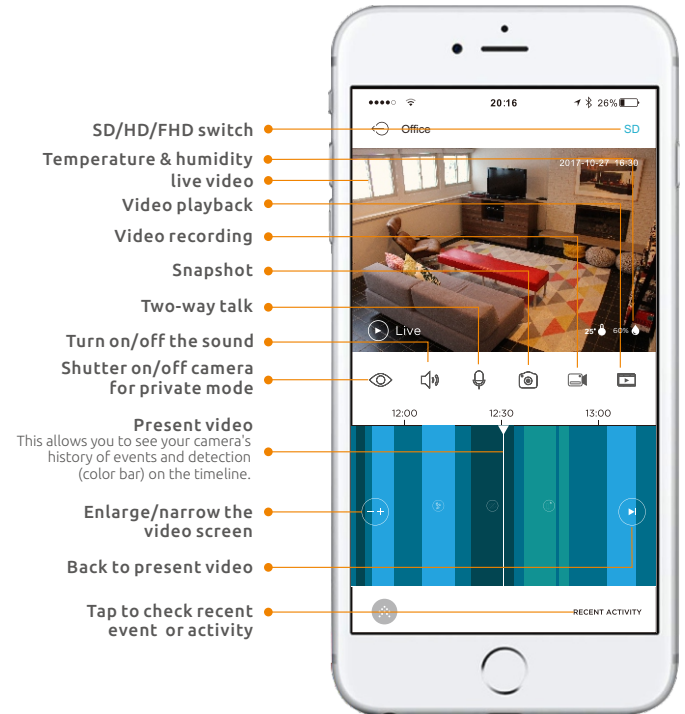 20:16
26%
SD/HD/FHD switch
Office
SD
Temperature & humidity
2017-10-27 16:30
live video
Video playback
Video recording
Snapshot
Two-way talk
Live
25°
60%
Turn on/off the sound
Shutter on/off camera
for private mode
12:00
12:30
13:00
Present video
This allows you to see your camera's
history of events and detection
(color bar) on the timeline.
Enlarge/narrow the
video screen
Back to present video
Tap to check recent
event or activity
RECENT ACTIVITY